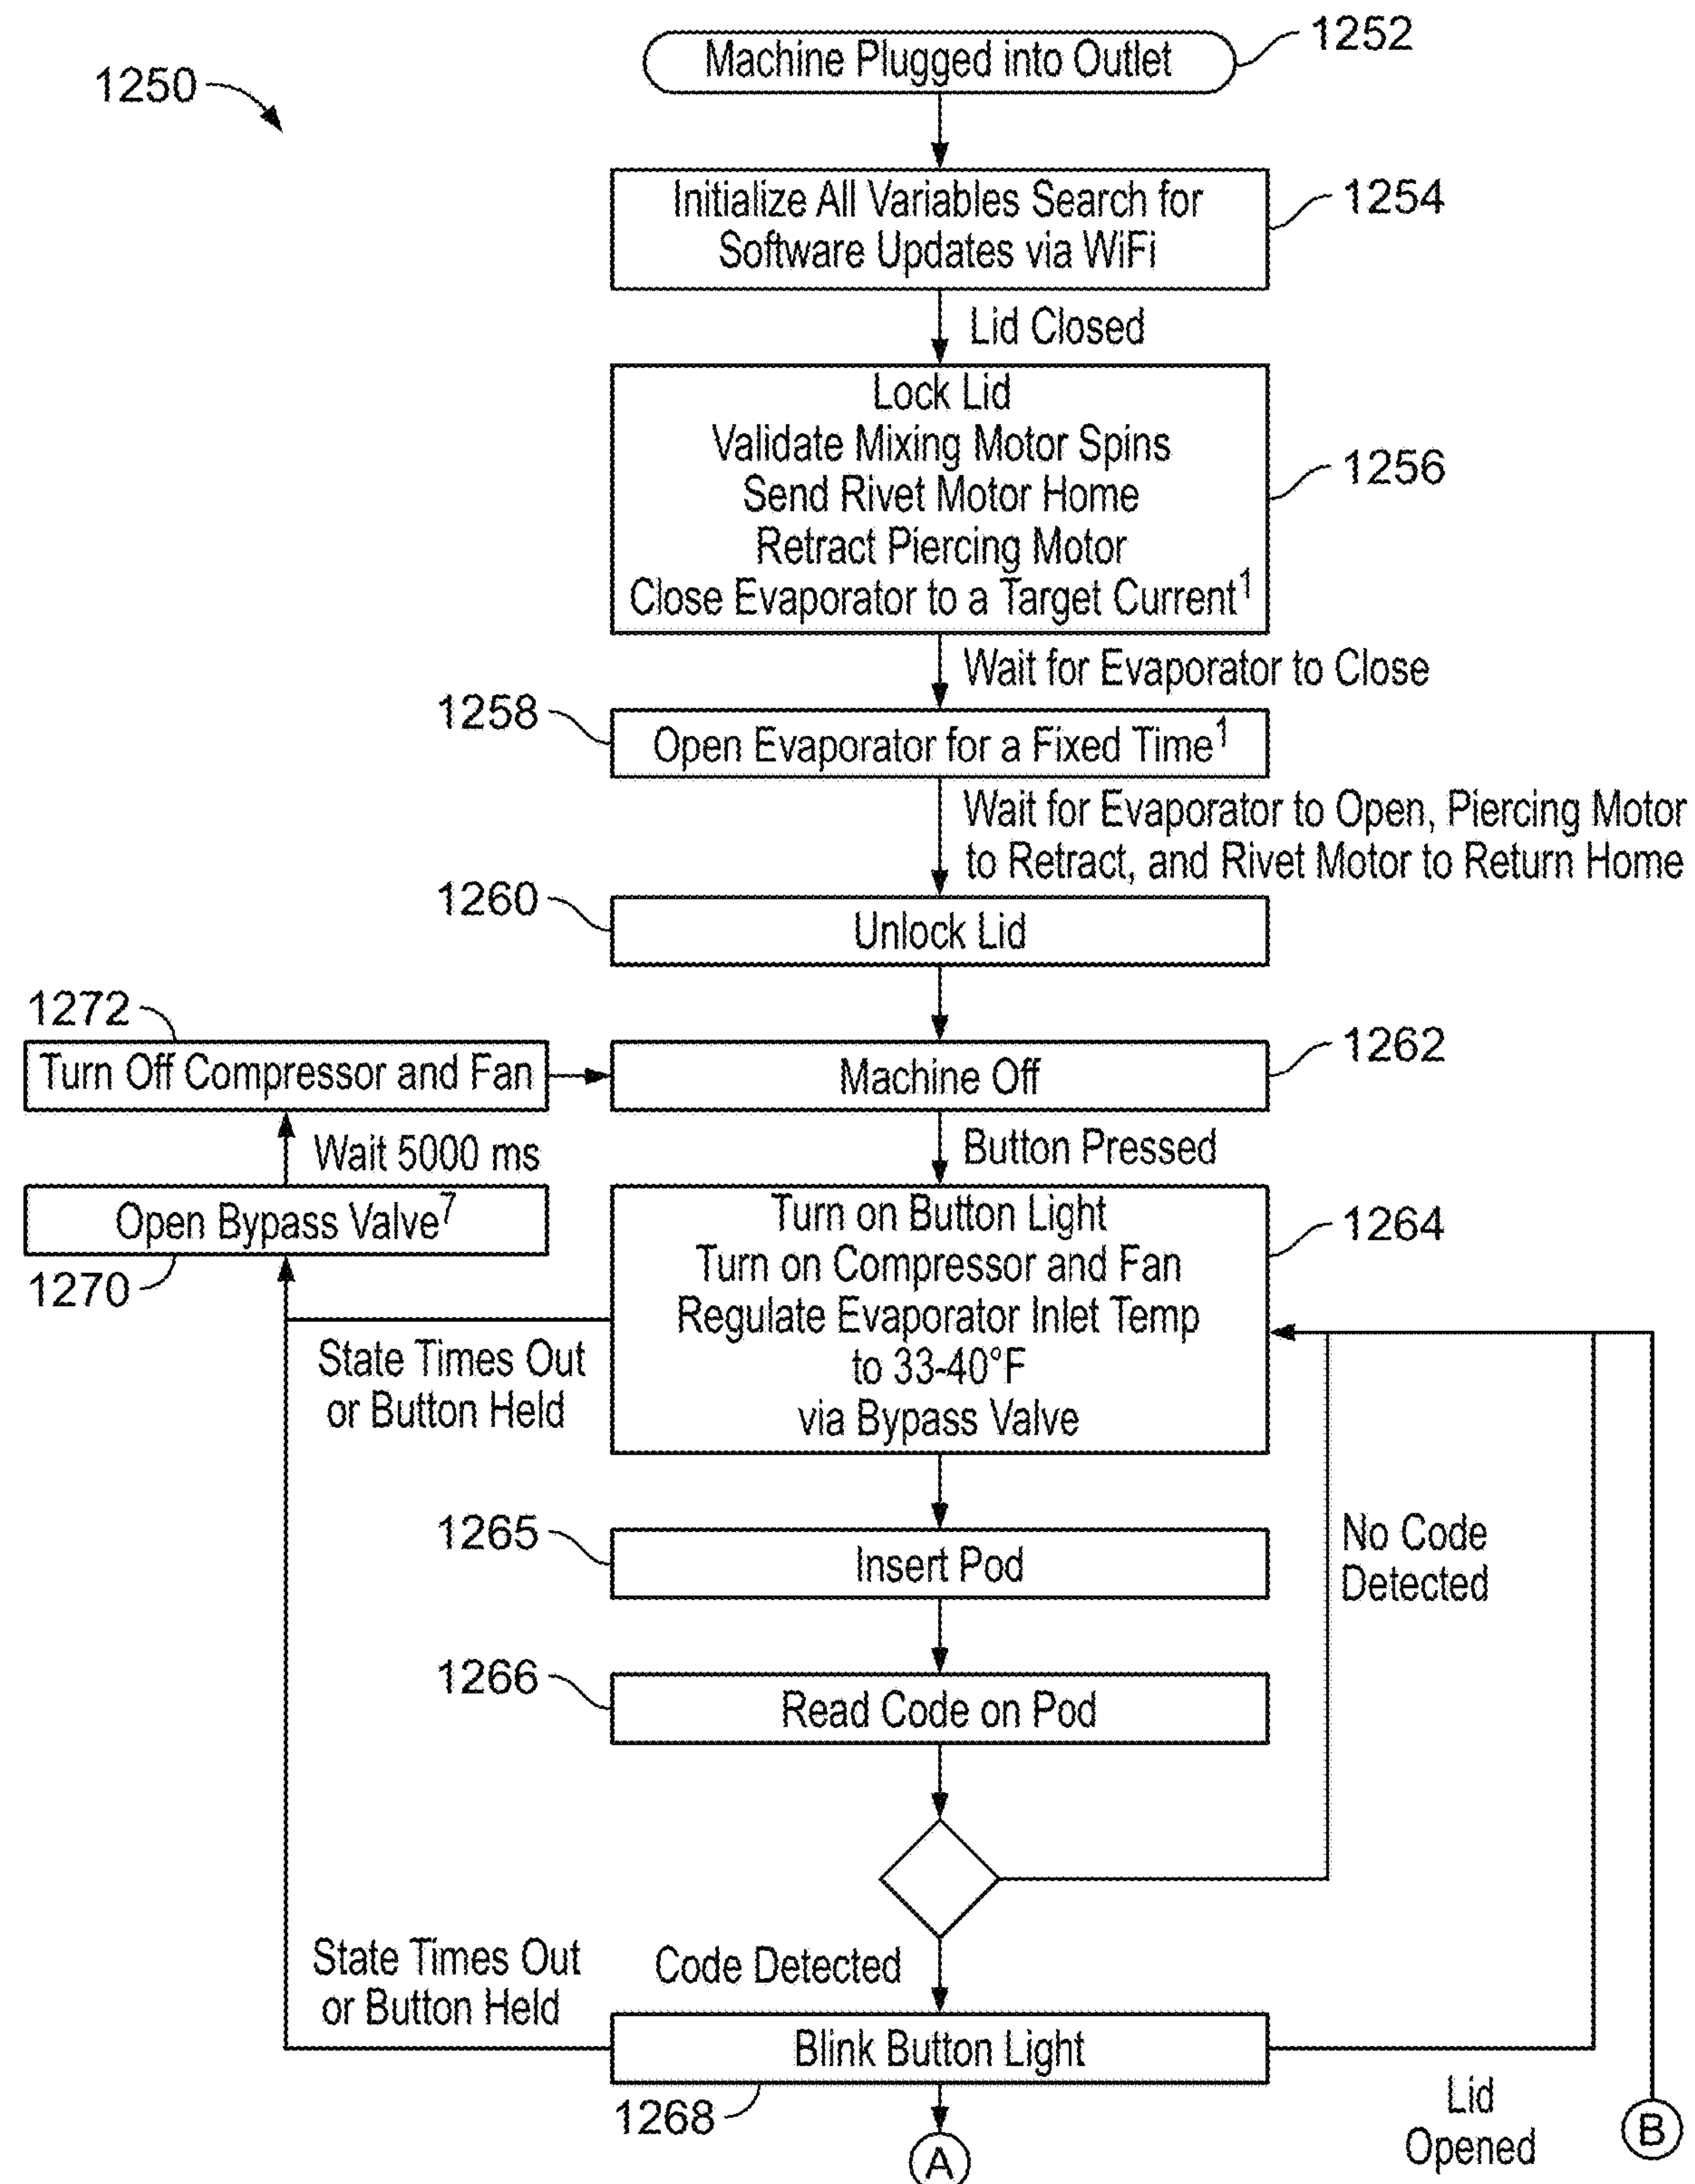 1250
Machine Plugged into Outlet
1252
Initialize All Variables Search for
Software Updates via WiFi
1254
Lid Closed
Lock Lid
Validate Mixing Motor Spins
Send Rivet Motor Home
Retract Piercing Motor
Close Evaporator to a Target Current1
1256
Wait for Evaporator to Close
1258
Open Evaporator for a Fixed Time1
Wait for Evaporator to Open, Piercing Motor
to Retract, and Rivet Motor to Return Home
1260
Unlock Lid
1272
Turn Off Compressor and Fan
Machine Off
1262
Wait 5000 ms
Button Pressed
Open Bypass Valve7
1270
Turn on Button Light
Turn on Compressor and Fan
Regulate Evaporator Inlet Temp
to 33-40°F
via Bypass Valve
1264
State Times Out
or Button Held
1265
Insert Pod
No Code
Detected
1266
Read Code on Pod
State Times Out
or Button Held
Code Detected
Blink Button Light
1268
Lid
Opened
A
B